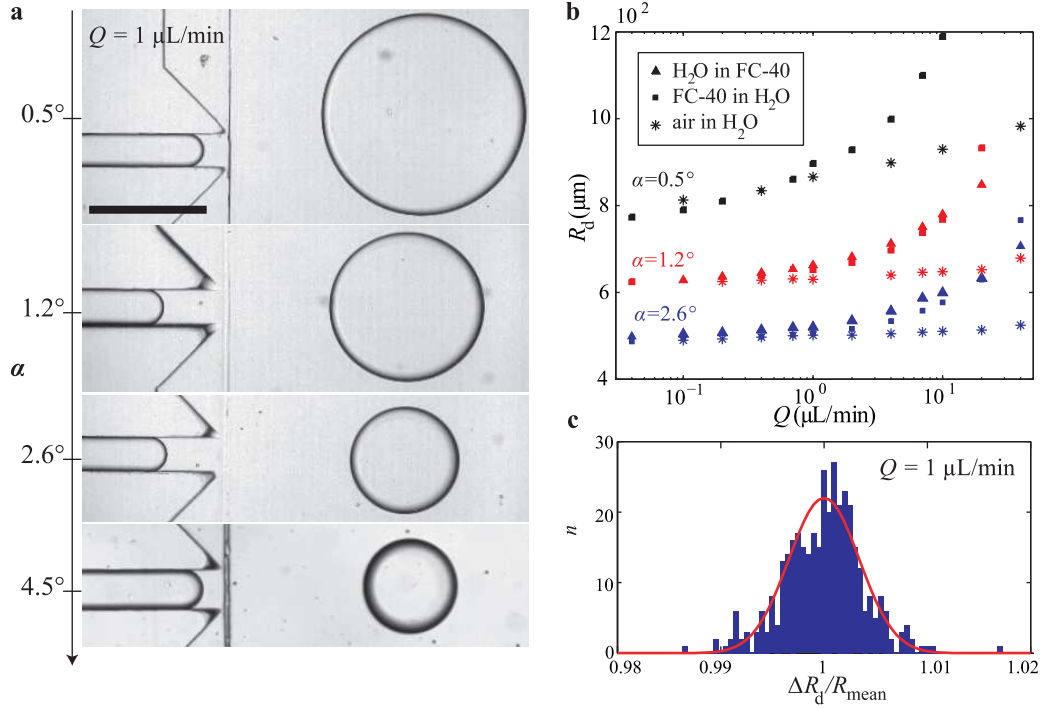 a
Q = 1 µL/min
0.5°
1.2°
α
2.6°
4.5°
b
×10²
12
10
8
6
4
R_d (µm)
H₂O in FC-40
FC-40 in H₂O
air in H₂O
α=0.5°
α=1.2°
α=2.6°
10⁻¹
10⁰
10¹
Q (µL/min)
c
30
20
10
0
n
Q = 1 µL/min
0.98
0.99
1
1.01
1.02
ΔR_d/R_mean